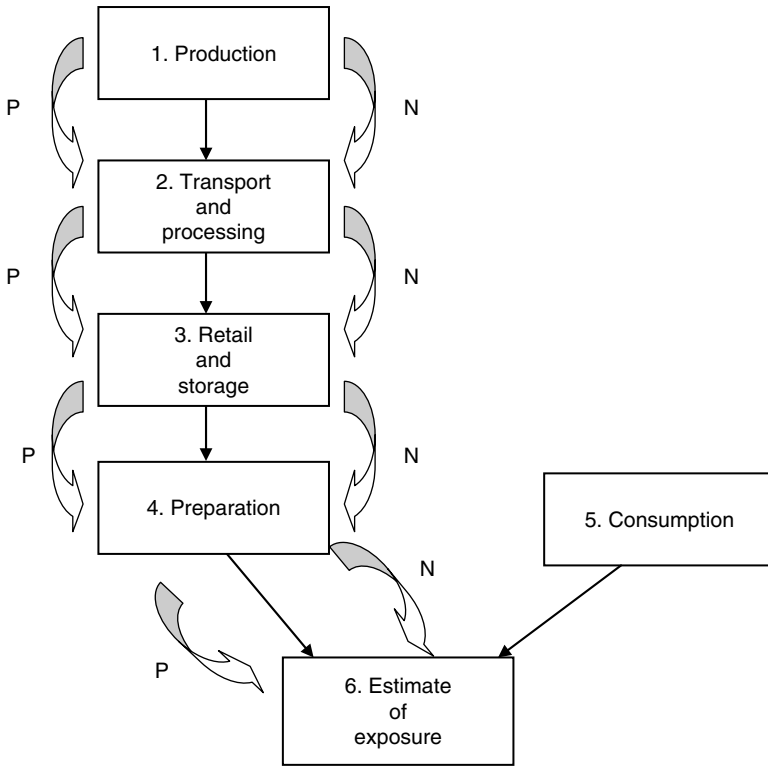 1. Production
P
N
2. Transport
and
processing
P
N
3. Retail
and
storage
P
N
4. Preparation
5. Consumption
N
P
6. Estimate
of
exposure